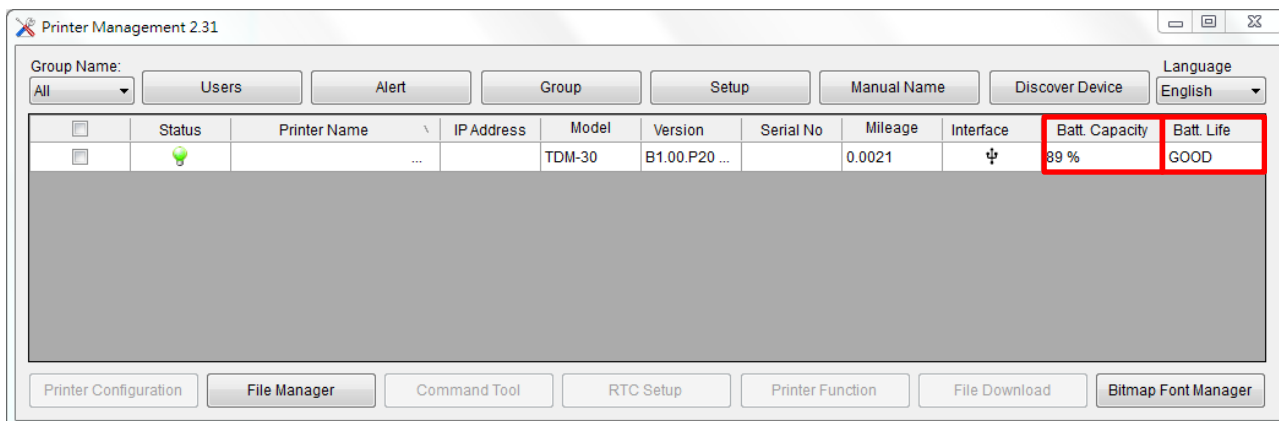 Printer Management 2.31
Group Name:
All Users Alert Group Setup Manual Name Discover Device
Language
English
Status Printer Name IP Address Model Version Serial No Mileage Interface Batt. Capacity Batt. Life
... TDM-30 B1.00.P20 ... 0.0021 89 % GOOD
Printer Configuration File Manager Command Tool RTC Setup Printer Function File Download Bitmap Font Manager